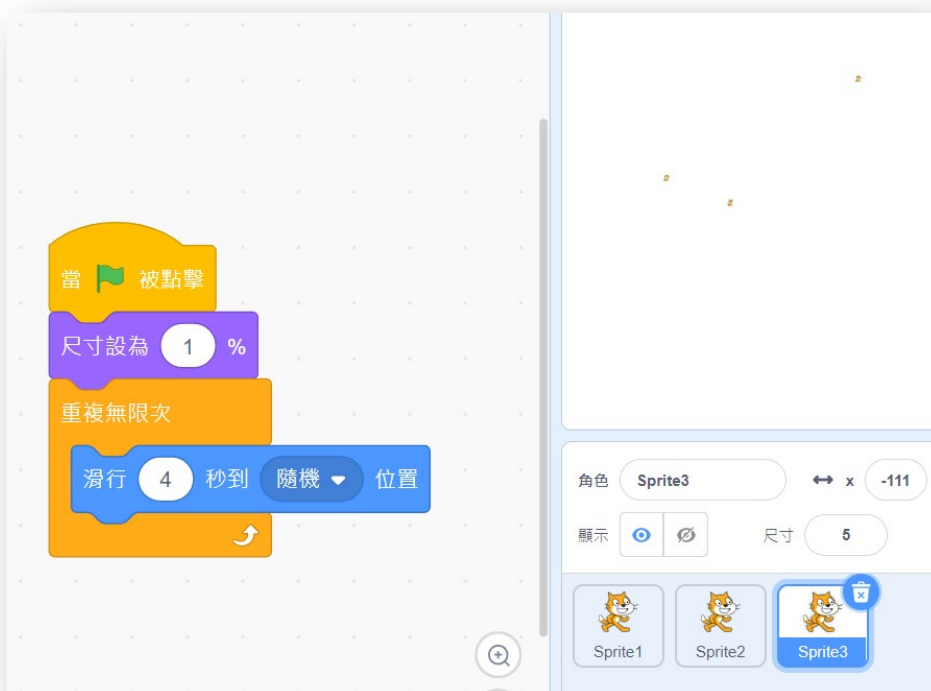 當 被點擊
尺寸設為 1 %
重複無限次
滑行 4 秒到 隨機 位置
角色 Sprite3 x -111
顯示 尺寸 5
Sprite1 Sprite2 Sprite3